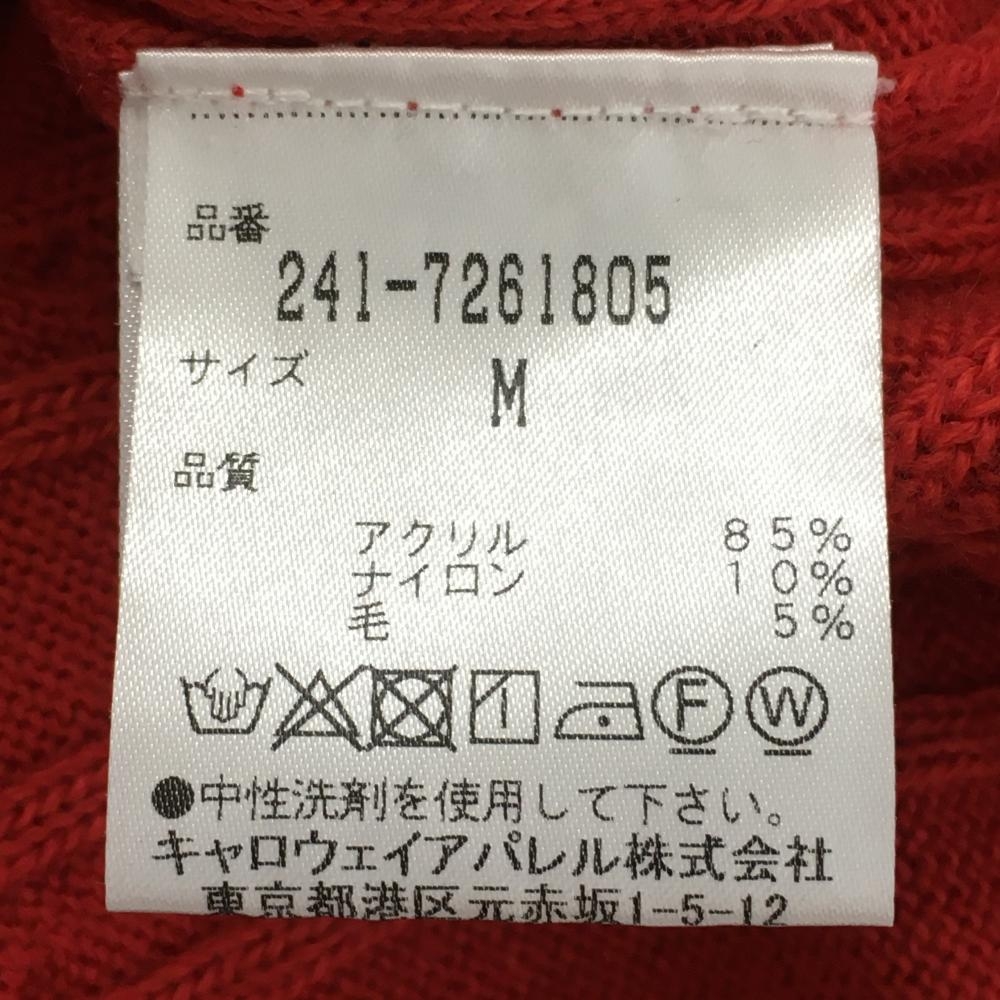 品番
241-7261805
サイズ
M
品質
アクリル 85%
ナイロン 10%
毛 5%
F W
●中性洗剤を使用して下さい。
キャロウェイアパレル株式会社
東京都港区元赤坂1-5-12